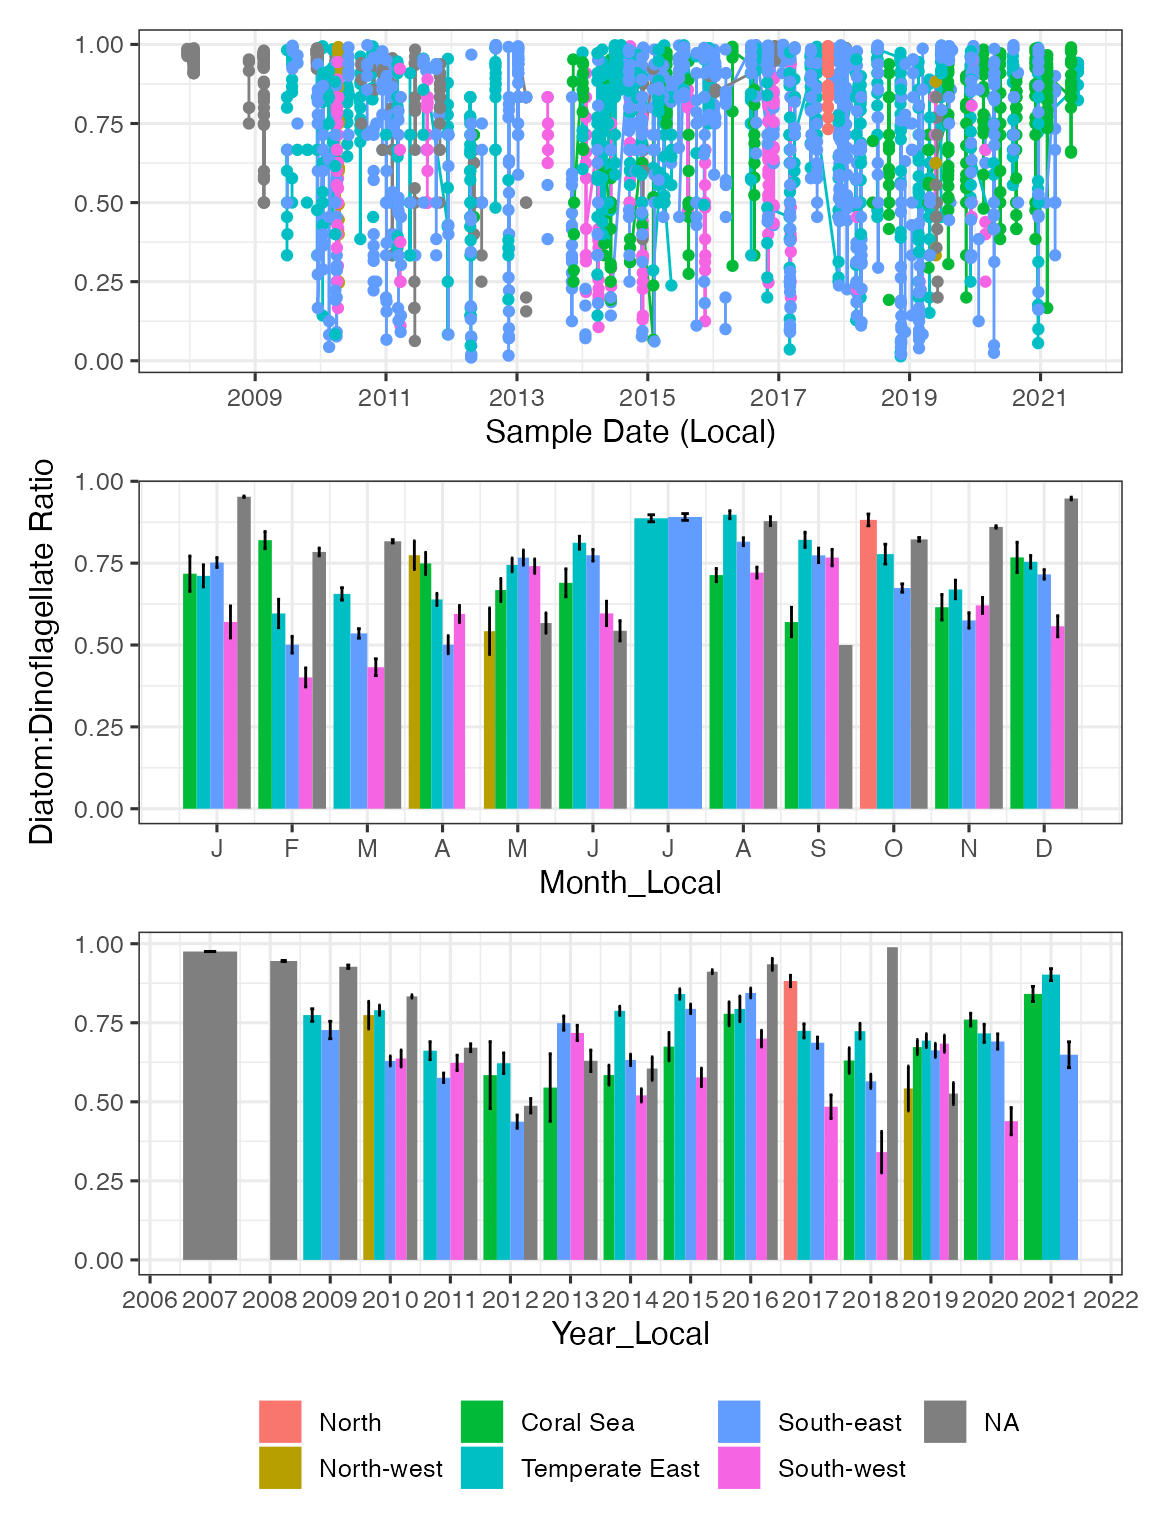 1.00
0.75
0.50
0.25
0.00
2009 2011 2013 2015 2017 2019 2021
Sample Date (Local)
Diatom:Dinoflagellate Ratio
1.00
0.75
0.50
0.25
0.00
J F M A M J J A S O N D
Month_Local
1.00
0.75
0.50
0.25
0.00
2006 2007 2008 2009 2010 2011 2012 2013 2014 2015 2016 2017 2018 2019 2020 2021 2022
Year_Local
North Coral Sea South-east NA
North-west Temperate East South-west